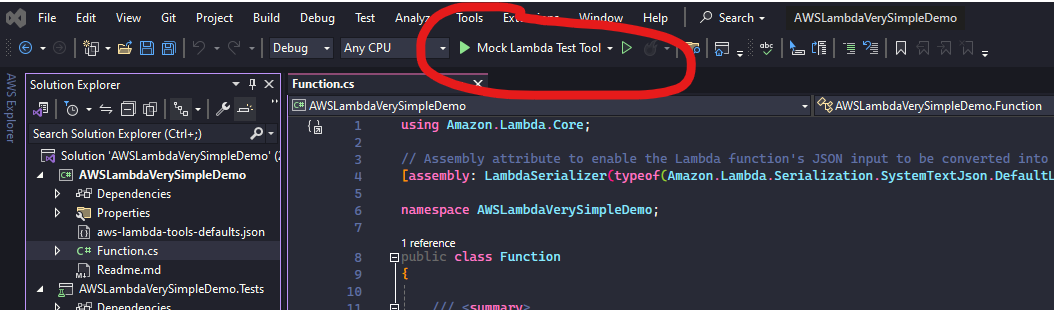 File Edit View Git Project Build Debug Test Analyze Tools Extensions Window Help Search AWSLambdaVerySimpleDemo
Debug Any CPU Mock Lambda Test Tool
AWS Explorer
Solution Explorer
Search Solution Explorer (Ctrl+;)
Solution 'AWSLambdaVerySimpleDemo' (2
AWSLambdaVerySimpleDemo
Dependencies
Properties
aws-lambda-tools-defaults.json
C# Function.cs
Readme.md
AWSLambdaVerySimpleDemo.Tests
Dependencies
Function.cs
C# AWSLambdaVerySimpleDemo AWSLambdaVerySimpleDemo.Function
1 using Amazon.Lambda.Core;
2
3 // Assembly attribute to enable the Lambda function's JSON input to be converted into
4 [assembly: LambdaSerializer(typeof(Amazon.Lambda.Serialization.SystemTextJson.DefaultL
5
6 namespace AWSLambdaVerySimpleDemo;
7
1 reference
8 public class Function
9 {
10
11 /// <summary>